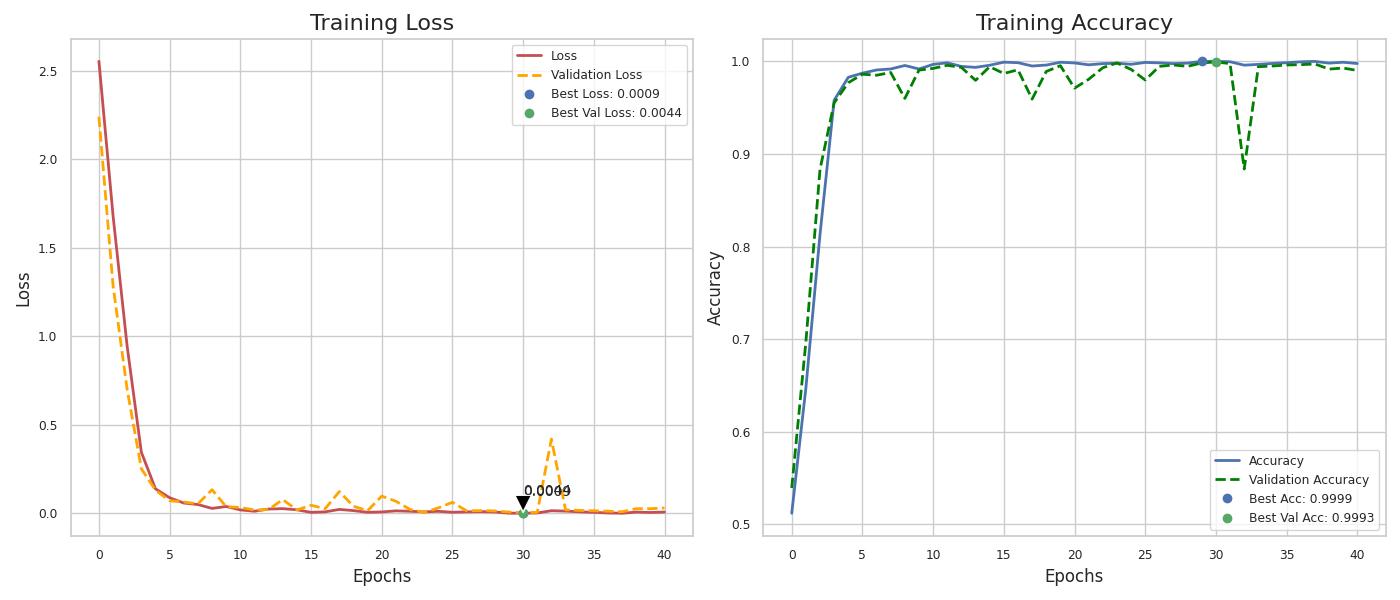 Training Loss
Loss
Validation Loss
Best Loss: 0.0009
Best Val Loss: 0.0044
2.5
2.0
1.5
1.0
0.5
0.0
Loss
0 5 10 15 20 25 30 35 40
Epochs
Training Accuracy
1.0
0.9
0.8
0.7
0.6
0.5
Accuracy
Accuracy
Validation Accuracy
Best Acc: 0.9999
Best Val Acc: 0.9993
0 5 10 15 20 25 30 35 40
Epochs